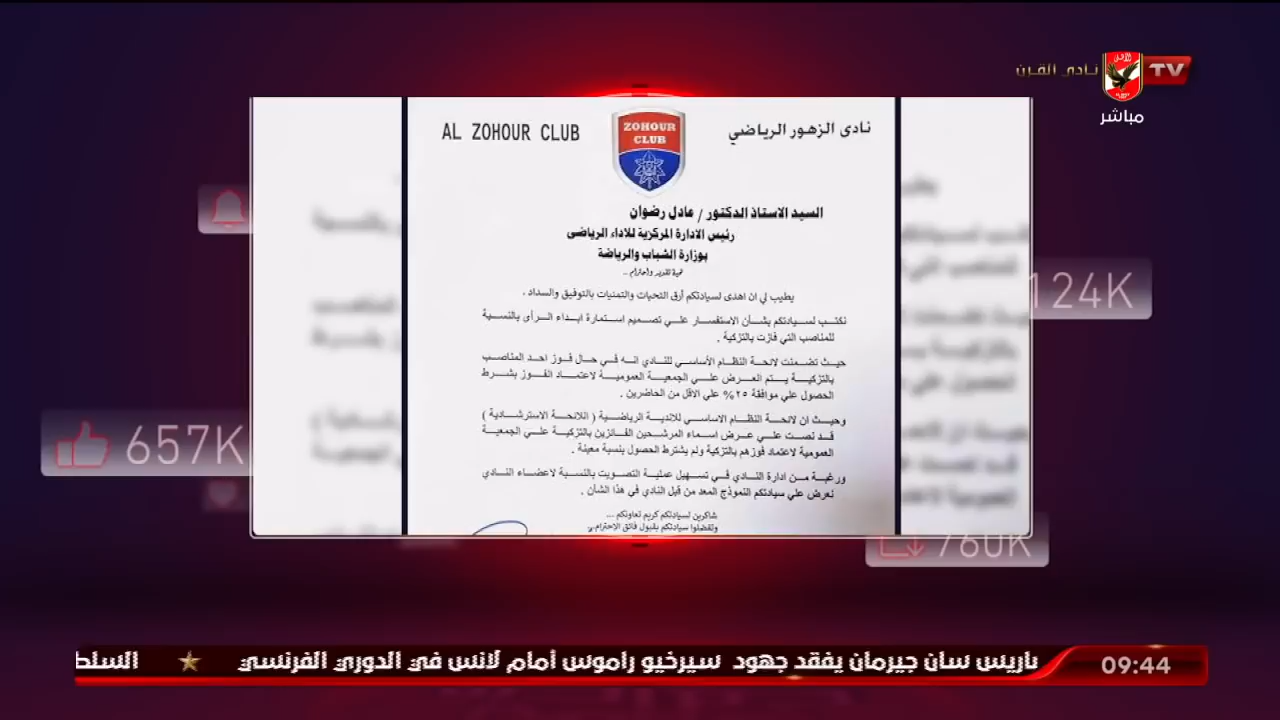 نادي القرن
TV
مباشر
AL ZOHOUR CLUB
ZOHOUR
CLUB
نادى الزهور الرياضي
السيد الاستاذ الدكتور / عادل رضوان
رئيس الادارة المركزية للاداء الرياضى
بوزارة الشباب والرياضة
تحية تقدير واحترام ...
يطيب لي ان اهدى لسيادتكم أرق التحيات والتمنيات بالتوفيق والسداد .
نكتب لسيادتكم بشأن الاستفسار علي تصميم استمارة ابداء الرأى بالنسبة
للمناصب التي فازت بالتزكية .
حيث تضمنت لائحة النظام الأساسي للنادي انه في حال فوز احد المناصب
بالتزكية يتم العرض علي الجمعية العمومية لاعتماد الفوز بشرط
الحصول علي موافقة ٢٥% علي الاقل من الحاضرين .
وحيث ان لائحة النظام الاساسي للاندية الرياضية ( اللائحة الاسترشادية )
قد نصت علي عرض اسماء المرشحين الفائزين بالتزكية علي الجمعية
العمومية لاعتماد فوزهم بالتزكية ولم يشترط الحصول بنسبة معينة .
ورغبة من ادارة النادي في تسهيل عملية التصويت بالنسبة لاعضاء النادي
نعرض علي سيادتكم النموذج المعد من قبل النادي في هذا الشأن .
شاكرين لسيادتكم كريم تعاونكم ...
وتفضلوا سيادتكم بقبول فائق الاحترام ..
124K
657K
760K
باريس سان جيرمان يفقد جهود سيرخيو راموس أمام لانس في الدوري الفرنسي
السلط
09:44